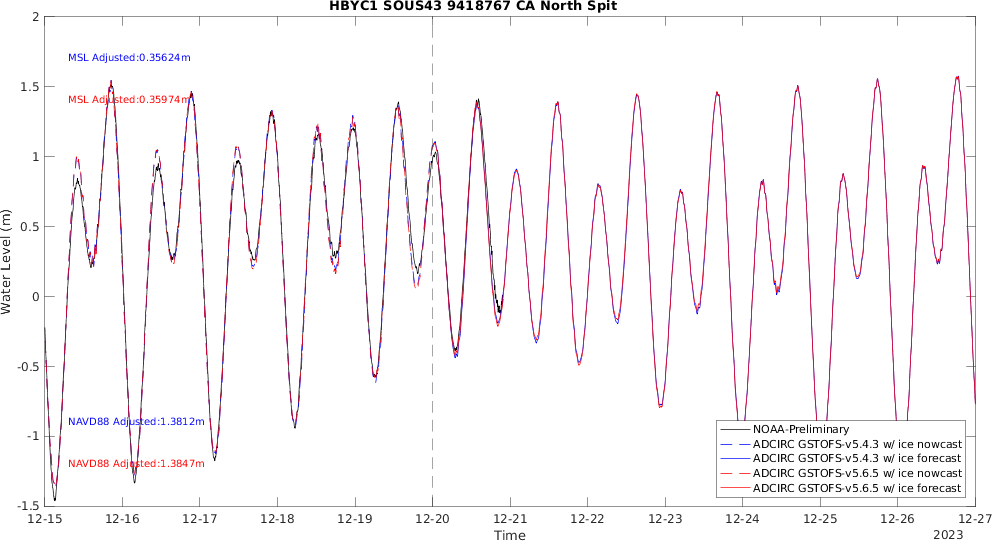 HBYC1 SOUS43 9418767 CA North Spit
2
1.5
1
0.5
0
-0.5
-1
-1.5
Water Level (m)
MSL Adjusted:0.35624m
MSL Adjusted:0.35974m
NAVD88 Adjusted:1.3812m
NAVD88 Adjusted:1.3847m
NOAA-Preliminary
ADCIRC GSTOFS-v5.4.3 w/ ice nowcast
ADCIRC GSTOFS-v5.4.3 w/ ice forecast
ADCIRC GSTOFS-v5.6.5 w/ ice nowcast
ADCIRC GSTOFS-v5.6.5 w/ ice forecast
12-15 12-16 12-17 12-18 12-19 12-20 12-21 12-22 12-23 12-24 12-25 12-26 12-27
Time
2023